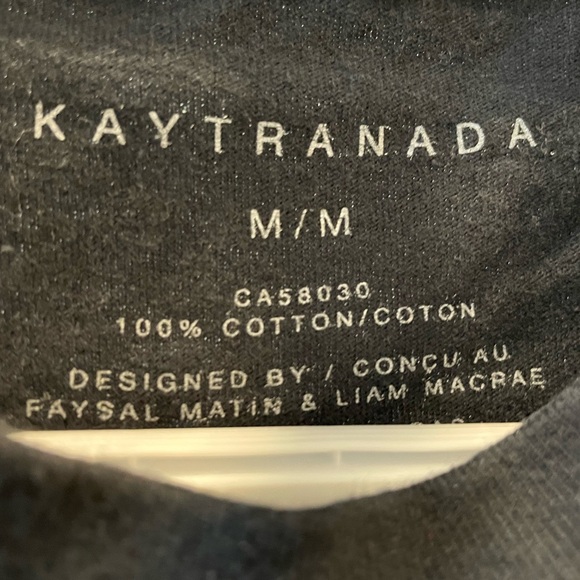 KAYTRANADA
M/M
CA58030
100% COTTON/COTON
DESIGNED BY / CONÇU AU
FAYSAL MATIN & LIAM MACRAE